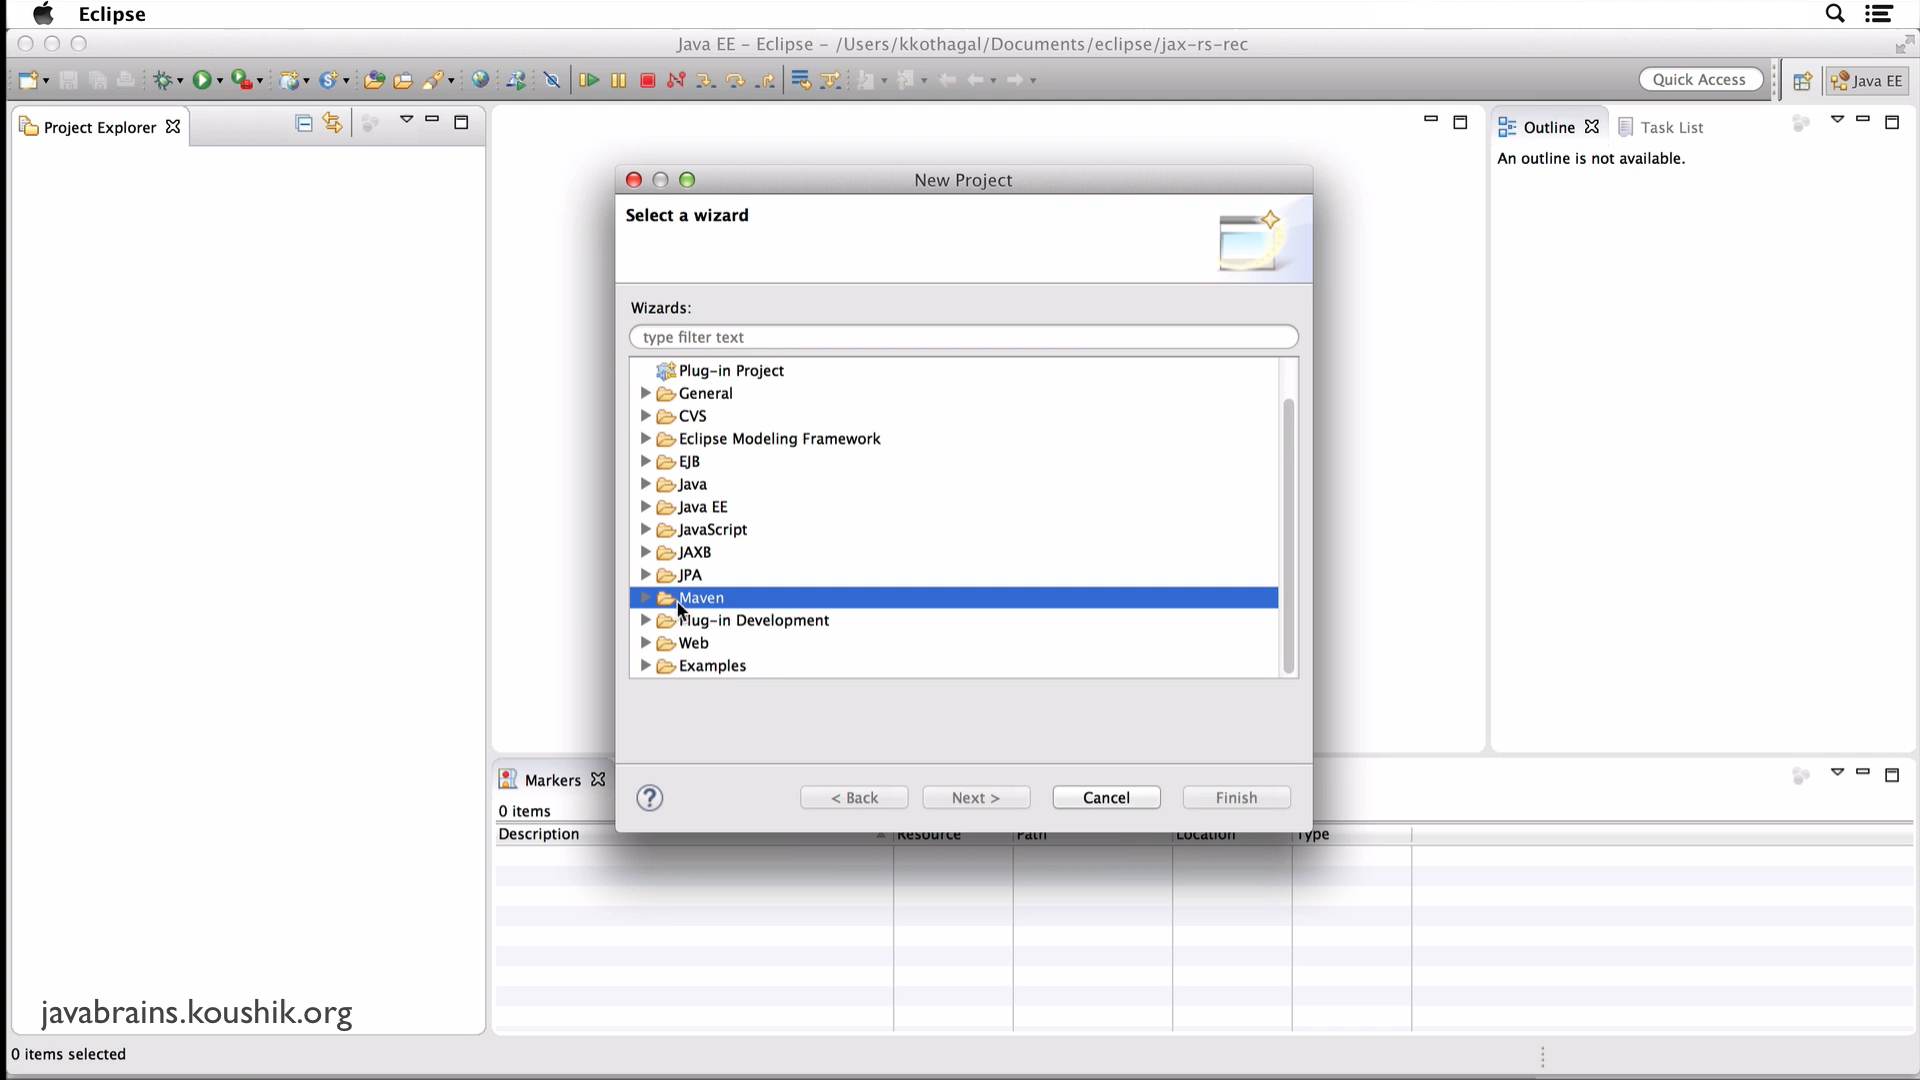 Eclipse
Java EE – Eclipse – /Users/kkothagal/Documents/eclipse/jax-rs-rec
Quick Access
Java EE
Project Explorer
Outline
Task List
An outline is not available.
New Project
Select a wizard
Wizards:
type filter text
Plug-in Project
General
CVS
Eclipse Modeling Framework
EJB
Java
Java EE
JavaScript
JAXB
JPA
Maven
Plug-in Development
Web
Examples
?
< Back
Next >
Cancel
Finish
Markers
0 items
Description
Resource
Path
Location
Type
javabrains.koushik.org
0 items selected